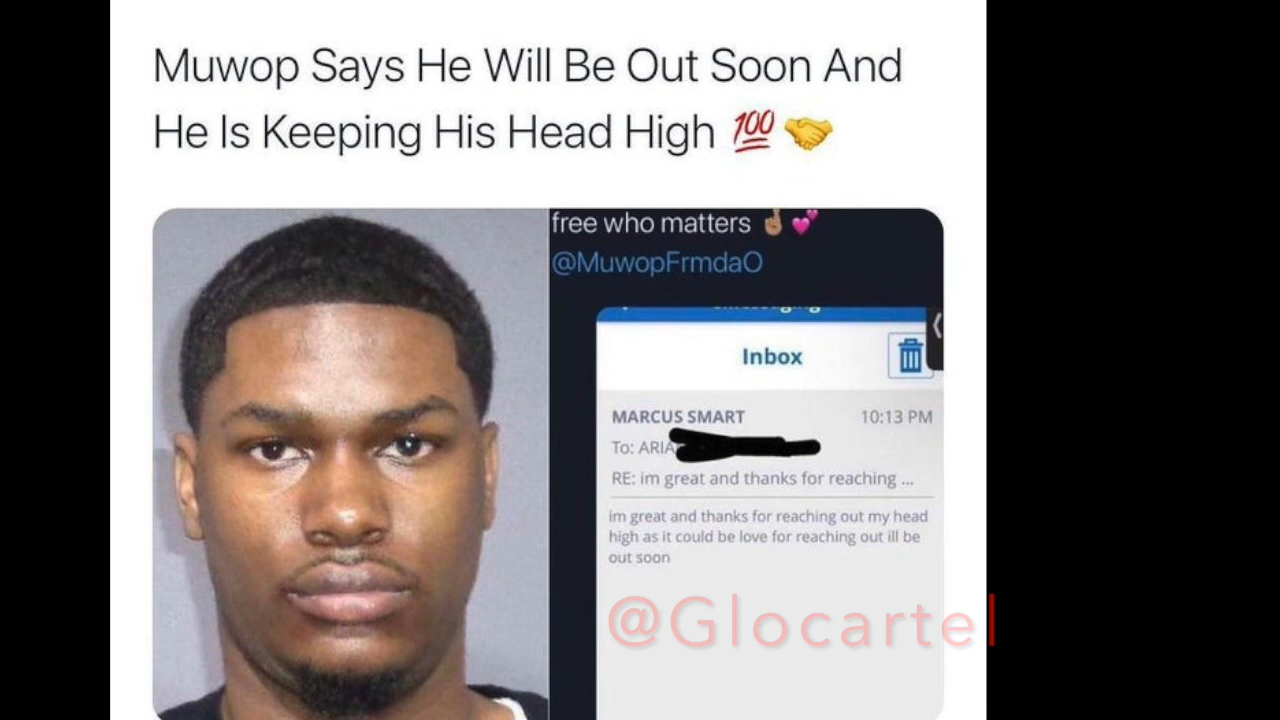 Muwop Says He Will Be Out Soon And
He Is Keeping His Head High 💯🤝
free who matters 🤞🏽💕
@MuwopFrmdaO
Inbox
MARCUS SMART 10:13 PM
To: ARIA
RE: im great and thanks for reaching ...
im great and thanks for reaching out my head
high as it could be love for reaching out ill be
out soon
@Glocartel